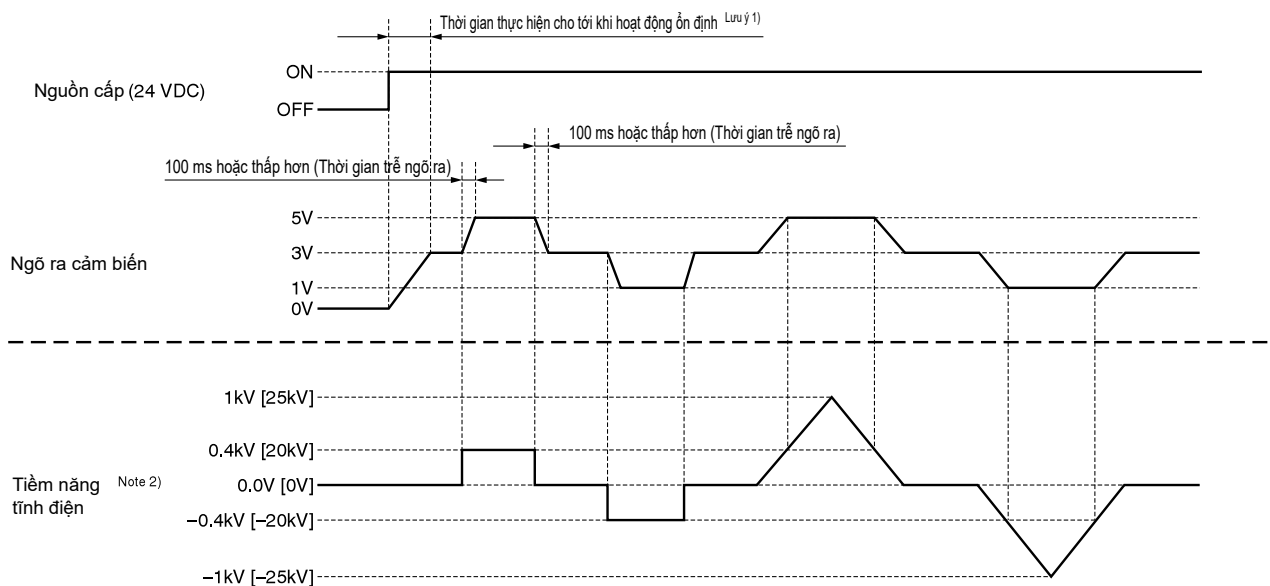 Thời gian thực hiện cho tới khi hoạt động ổn định Lưu ý 1)
Nguồn cấp (24 VDC)
ON
OFF
100 ms hoặc thấp hơn (Thời gian trễ ngõ ra)
100 ms hoặc thấp hơn (Thời gian trễ ngõ ra)
Ngõ ra cảm biến
5V
3V
1V
0V
Tiềm năng
tĩnh điện
Note 2)
1kV [25kV]
0.4kV [20kV]
0.0V [0V]
−0.4kV [−20kV]
−1kV [−25kV]